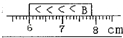 < < < < < B
6 7 8 cm